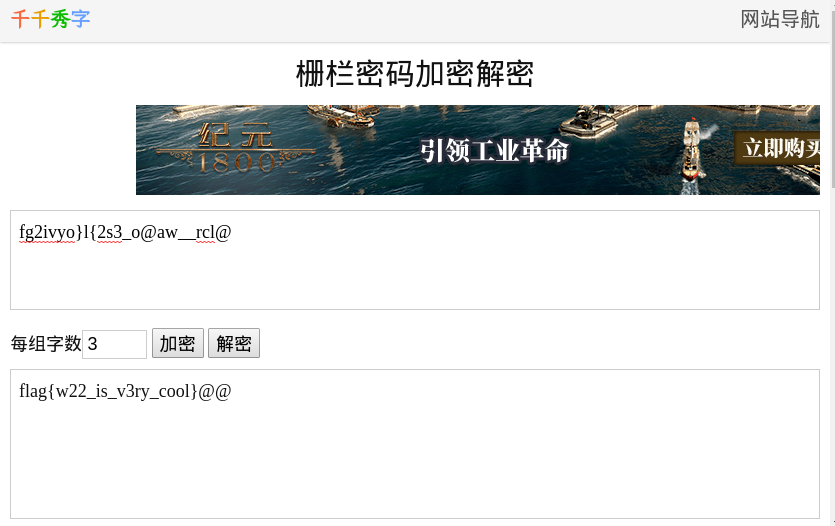 千千秀字 网站导航
栅栏密码加密解密
纪元
1800
引领工业革命
立即购买
fg2ivyo}l{2s3_o@aw__rcl@
每组字数 3 加密 解密
flag{w22_is_v3ry_cool}@@